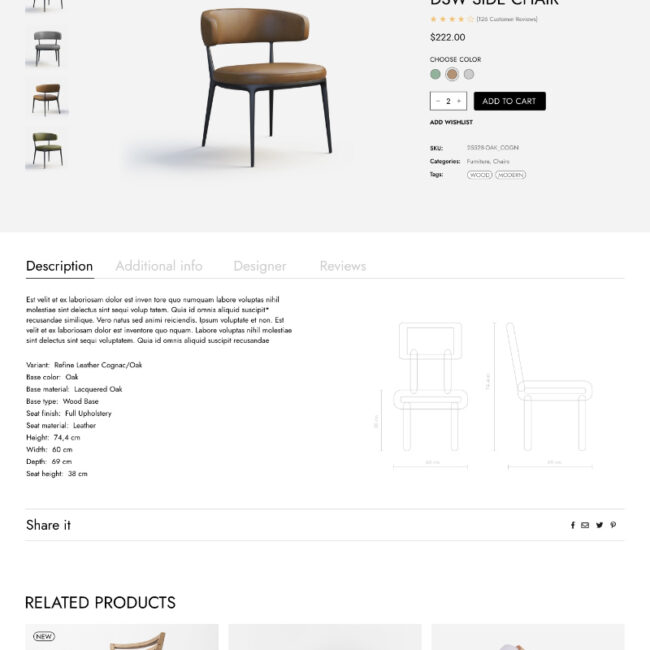 DSW SIDE CHAIR
(126 Customer Reviews)
$222.00
CHOOSE COLOR
− 2 +
ADD TO CART
ADD WISHLIST
SKU: 25528-OAK_COGN
Categories: Furniture, Chairs
Tags: WOOD MODERN
Description Additional info Designer Reviews
Est velit et ex laboriosam dolor est inven tore quo numquam labore voluptas nihil
molestiae sint delectus sint sequi volup tatem. Quia id omnis aliquid suscipit*
recusandae similique. Vero natus sed animi reiciendis. Ipsum voluptate et non. Est
velit et ex laboriosam dolor est inventore quo nquam. Labore voluptas nihil molestiae
sint delectus sint sequi voluptatem. Quia id omnis aliquid suscipit recusandae
Variant: Refine Leather Cognac/Oak
Base color: Oak
Base material: Lacquered Oak
Base type: Wood Base
Seat finish: Full Upholstery
Seat material: Leather
Height: 74,4 cm
Width: 60 cm
Depth: 69 cm
Seat height: 38 cm
Share it
RELATED PRODUCTS
NEW